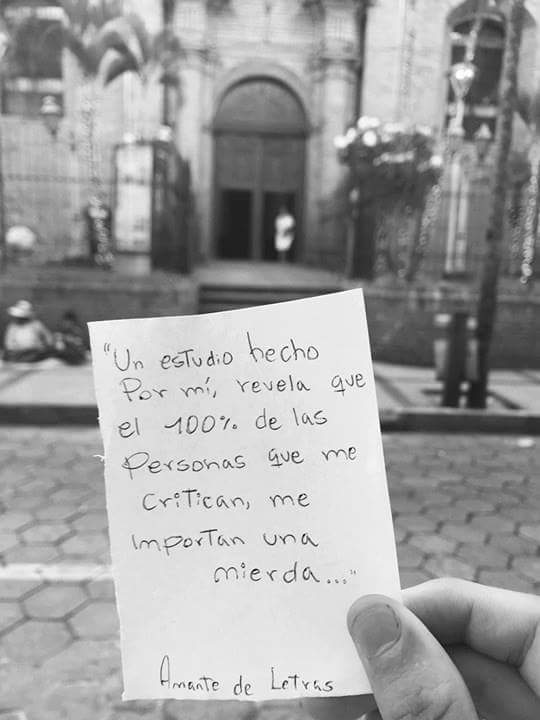 "Un estudio hecho
Por mí, revela que
el 100% de las
Personas que me
critican, me
importan una
mierda..."
Amante de Letras